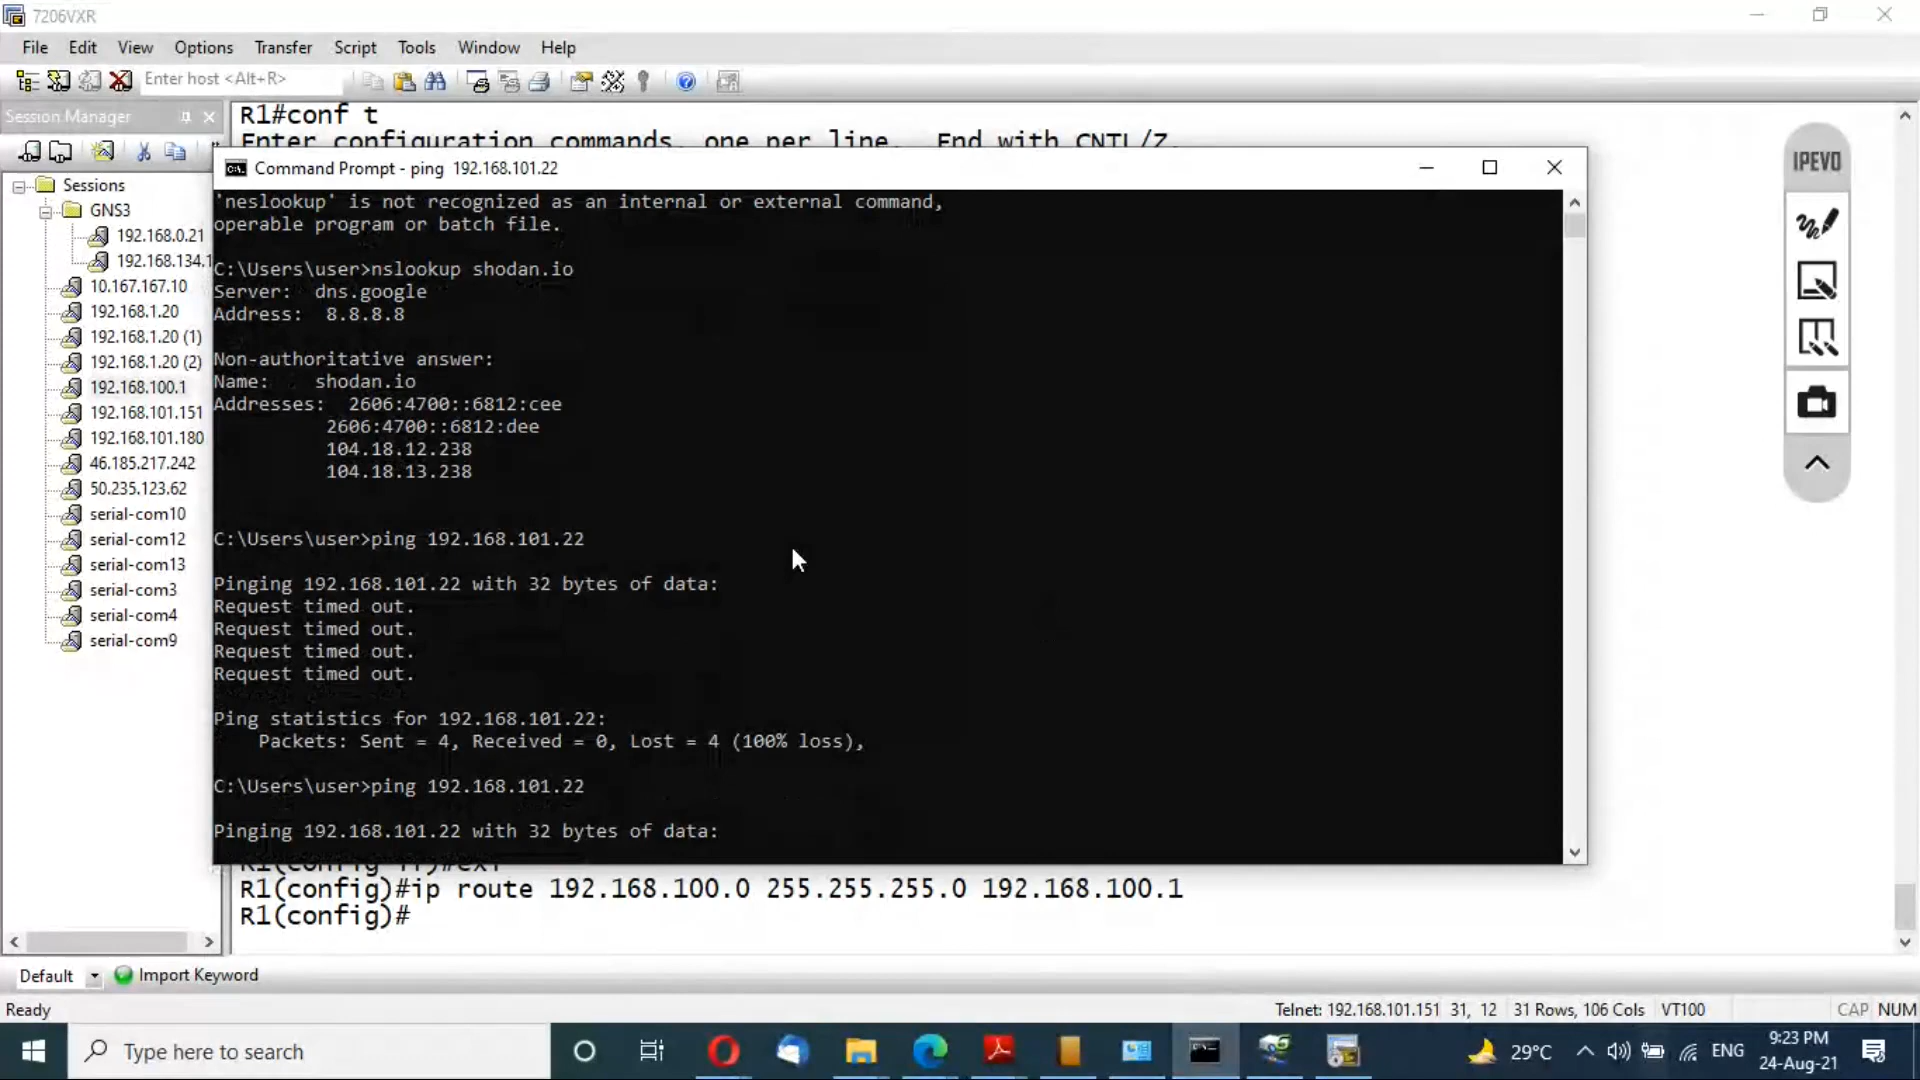 7206VXR
File Edit View Options Transfer Script Tools Window Help
Enter host <Alt+R>
Session Manager
Sessions
GNS3
192.168.0.21
192.168.134.1
10.167.167.10
192.168.1.20
192.168.1.20 (1)
192.168.1.20 (2)
192.168.100.1
192.168.101.151
192.168.101.180
46.185.217.242
50.235.123.62
serial-com10
serial-com12
serial-com13
serial-com3
serial-com4
serial-com9
R1#conf t
Enter configuration commands, one per line. End with CNTL/Z.
Command Prompt - ping 192.168.101.22
'neslookup' is not recognized as an internal or external command,
operable program or batch file.
C:\Users\user>nslookup shodan.io
Server: dns.google
Address: 8.8.8.8
Non-authoritative answer:
Name: shodan.io
Addresses: 2606:4700::6812:cee
2606:4700::6812:dee
104.18.12.238
104.18.13.238
C:\Users\user>ping 192.168.101.22
Pinging 192.168.101.22 with 32 bytes of data:
Request timed out.
Request timed out.
Request timed out.
Request timed out.
Ping statistics for 192.168.101.22:
Packets: Sent = 4, Received = 0, Lost = 4 (100% loss),
C:\Users\user>ping 192.168.101.22
Pinging 192.168.101.22 with 32 bytes of data:
R1(config)#ip route 192.168.100.0 255.255.255.0 192.168.100.1
R1(config)#
IPEVO
Default Import Keyword
Ready Telnet: 192.168.101.151 31, 12 31 Rows, 106 Cols VT100 CAP NUM
Type here to search
29°C ENG
9:23 PM
24-Aug-21